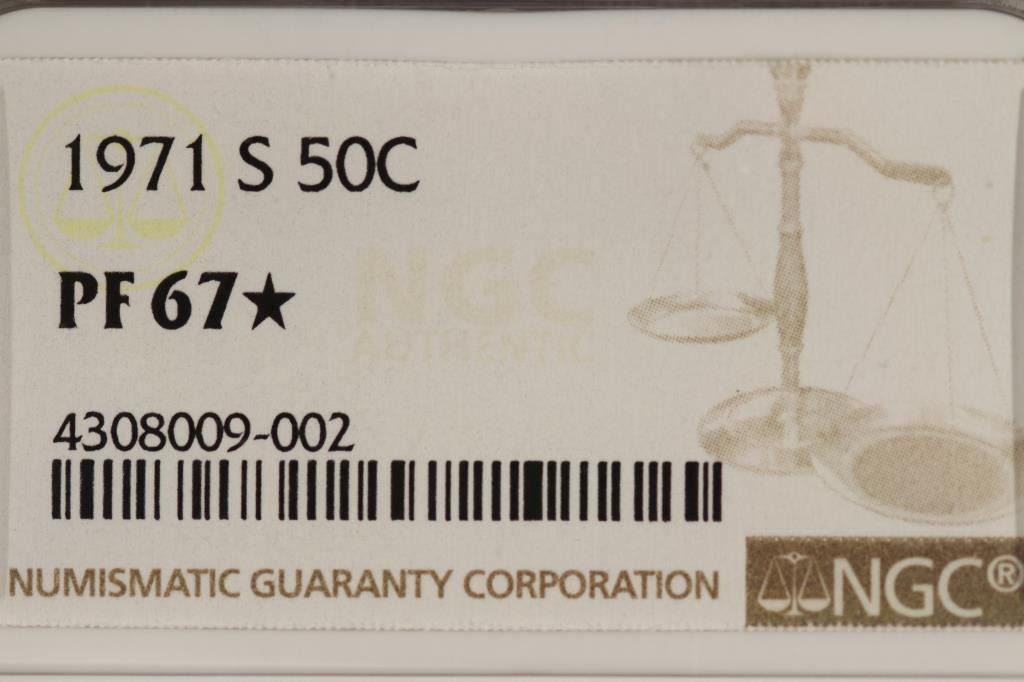 1971 S 50C
PF 67★
NGC
AUTHENTIC
4308009-002
NUMISMATIC GUARANTY CORPORATION
NGC®